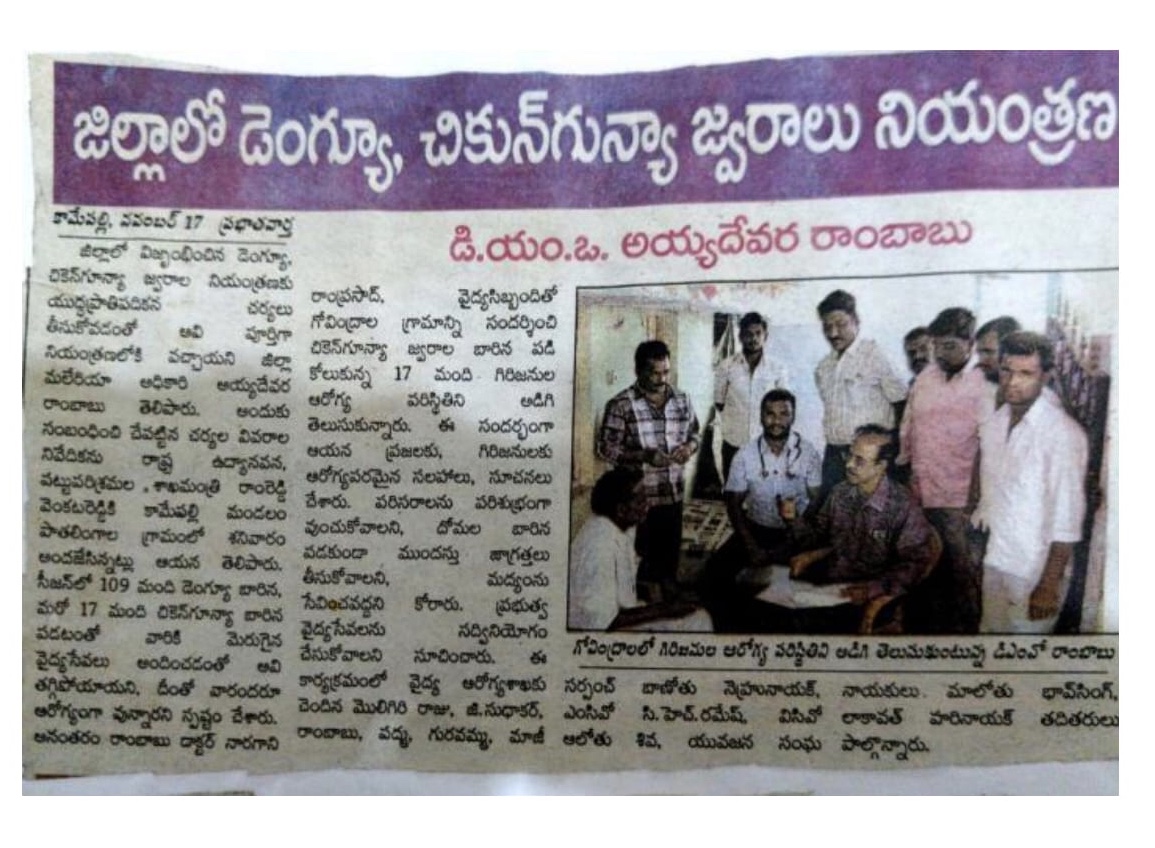 జిల్లాలో డెంగ్యూ, చికున్‌గున్యా జ్వరాలు నియంత్రణ
డి.యం.ఒ. అయ్యదేవర రాంబాబు
కామేపల్లి, నవంబర్ 17 ప్రభాతవార్త
జిల్లాలో విజృంభించిన డెంగ్యూ,
చికెన్‌గూన్యా జ్వరాల నియంత్రణకు
యుద్ధప్రాతిపదికన చర్యలు
తీసుకోవడంతో అవి పూర్తిగా
నియంత్రణలోకి వచ్చాయని జిల్లా
మలేరియా అధికారి అయ్యదేవర
రాంబాబు తెలిపారు. అందుకు
సంబంధించి చేపట్టిన చర్యల వివరాల
నివేదికను రాష్ట్ర ఉద్యానవన,
పట్టుపరిశ్రమల శాఖమంత్రి రాంరెడ్డి
వెంకటరెడ్డికి కామేపల్లి మండలం
పాతలింగాల గ్రామంలో శనివారం
అందజేసిన్నట్లు ఆయన తెలిపారు.
సీజన్‌లో 109 మంది డెంగ్యూ బారిన,
మరో 17 మంది చికెన్‌గూన్యా బారిన
పడటంతో వారికి మెరుగైన
వైద్యసేవలు అందించడంతో అవి
తగ్గిపోయాయని, దీంతో వారందరూ
ఆరోగ్యంగా వున్నారని స్పష్టం చేశారు.
అనంతరం రాంబాబు డాక్టర్ నారగాని
రాంప్రసాద్, వైద్యసిబ్బందితో
గోవింద్రాల గ్రామాన్ని సందర్శించి
చికెన్‌గూన్యా జ్వరాల బారిన పడి
కోలుకున్న 17 మంది గిరిజనుల
ఆరోగ్య పరిస్థితిని అడిగి
తెలుసుకున్నారు. ఈ సందర్భంగా
ఆయన ప్రజలకు, గిరిజనులకు
ఆరోగ్యపరమైన సలహాలు, సూచనలు
చేశారు. పరిసరాలను పరిశుభ్రంగా
వుంచుకోవాలని, దోమల బారిన
పడకుండా ముందస్తు జాగ్రత్తలు
తీసుకోవాలని, మద్యంను
సేవించవద్దని కోరారు. ప్రభుత్వ
వైద్యసేవలను సద్వినియోగం
చేసుకోవాలని సూచించారు. ఈ
కార్యక్రమంలో వైద్య ఆరోగ్యశాఖకు
చెందిన మొలిగిరి రాజు, జి.సుధాకర్,
రాంబాబు, పద్మ, గురవమ్మ, మాజీ
గోవింద్రాలలో గిరిజనుల ఆరోగ్య పరిస్థితిని అడిగి తెలుసుకుంటున్న డీఎంవో రాంబాబు
సర్పంచ్ బాణోతు నెహ్రునాయక్, నాయకులు మాలోతు భావ్‌సింగ్,
ఎంసివో సి.హెచ్.రమేష్, విసివో లాకావత్ హరినాయక్ తదితరులు
ఆలోతు శివ, యువజన సంఘ పాల్గొన్నారు.